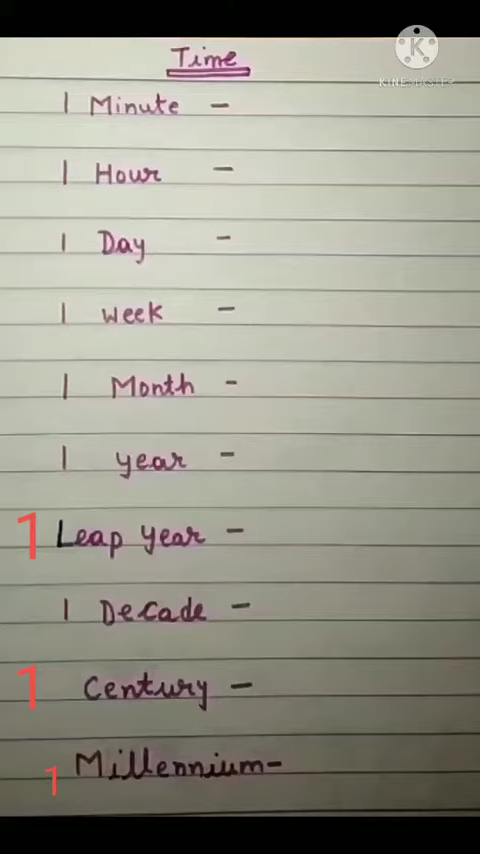 Time
KINEMASTER
1 Minute -
1 Hour -
1 Day -
1 week -
1 Month -
1 year -
1 Leap year -
1 Decade -
1 Century -
1 Millennium-